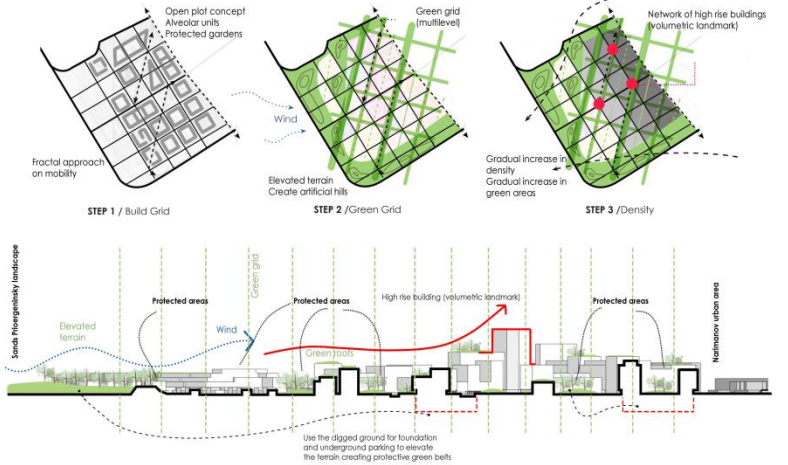 Open plot concept
Alveolar units
Protected gardens
Fractal approach
on mobility
STEP 1 / Build Grid
Green grid
(multilevel)
Wind
Elevated terrain
Create artificial hills
STEP 2 /Green Grid
Network of high rise buildings
(volumetric landmark)
Gradual increase in
density
Gradual increase in
green areas
STEP 3 /Density
Sands Prioergeninsky landscape
Elevated
terrain
Protected areas
Wind
Green grid
Protected areas
Green roots
High rise building (volumetric landmark)
Protected areas
Narimanov urban area
Use the digged ground for foundation
and underground parking to elevate
the terrain creating protective green belts